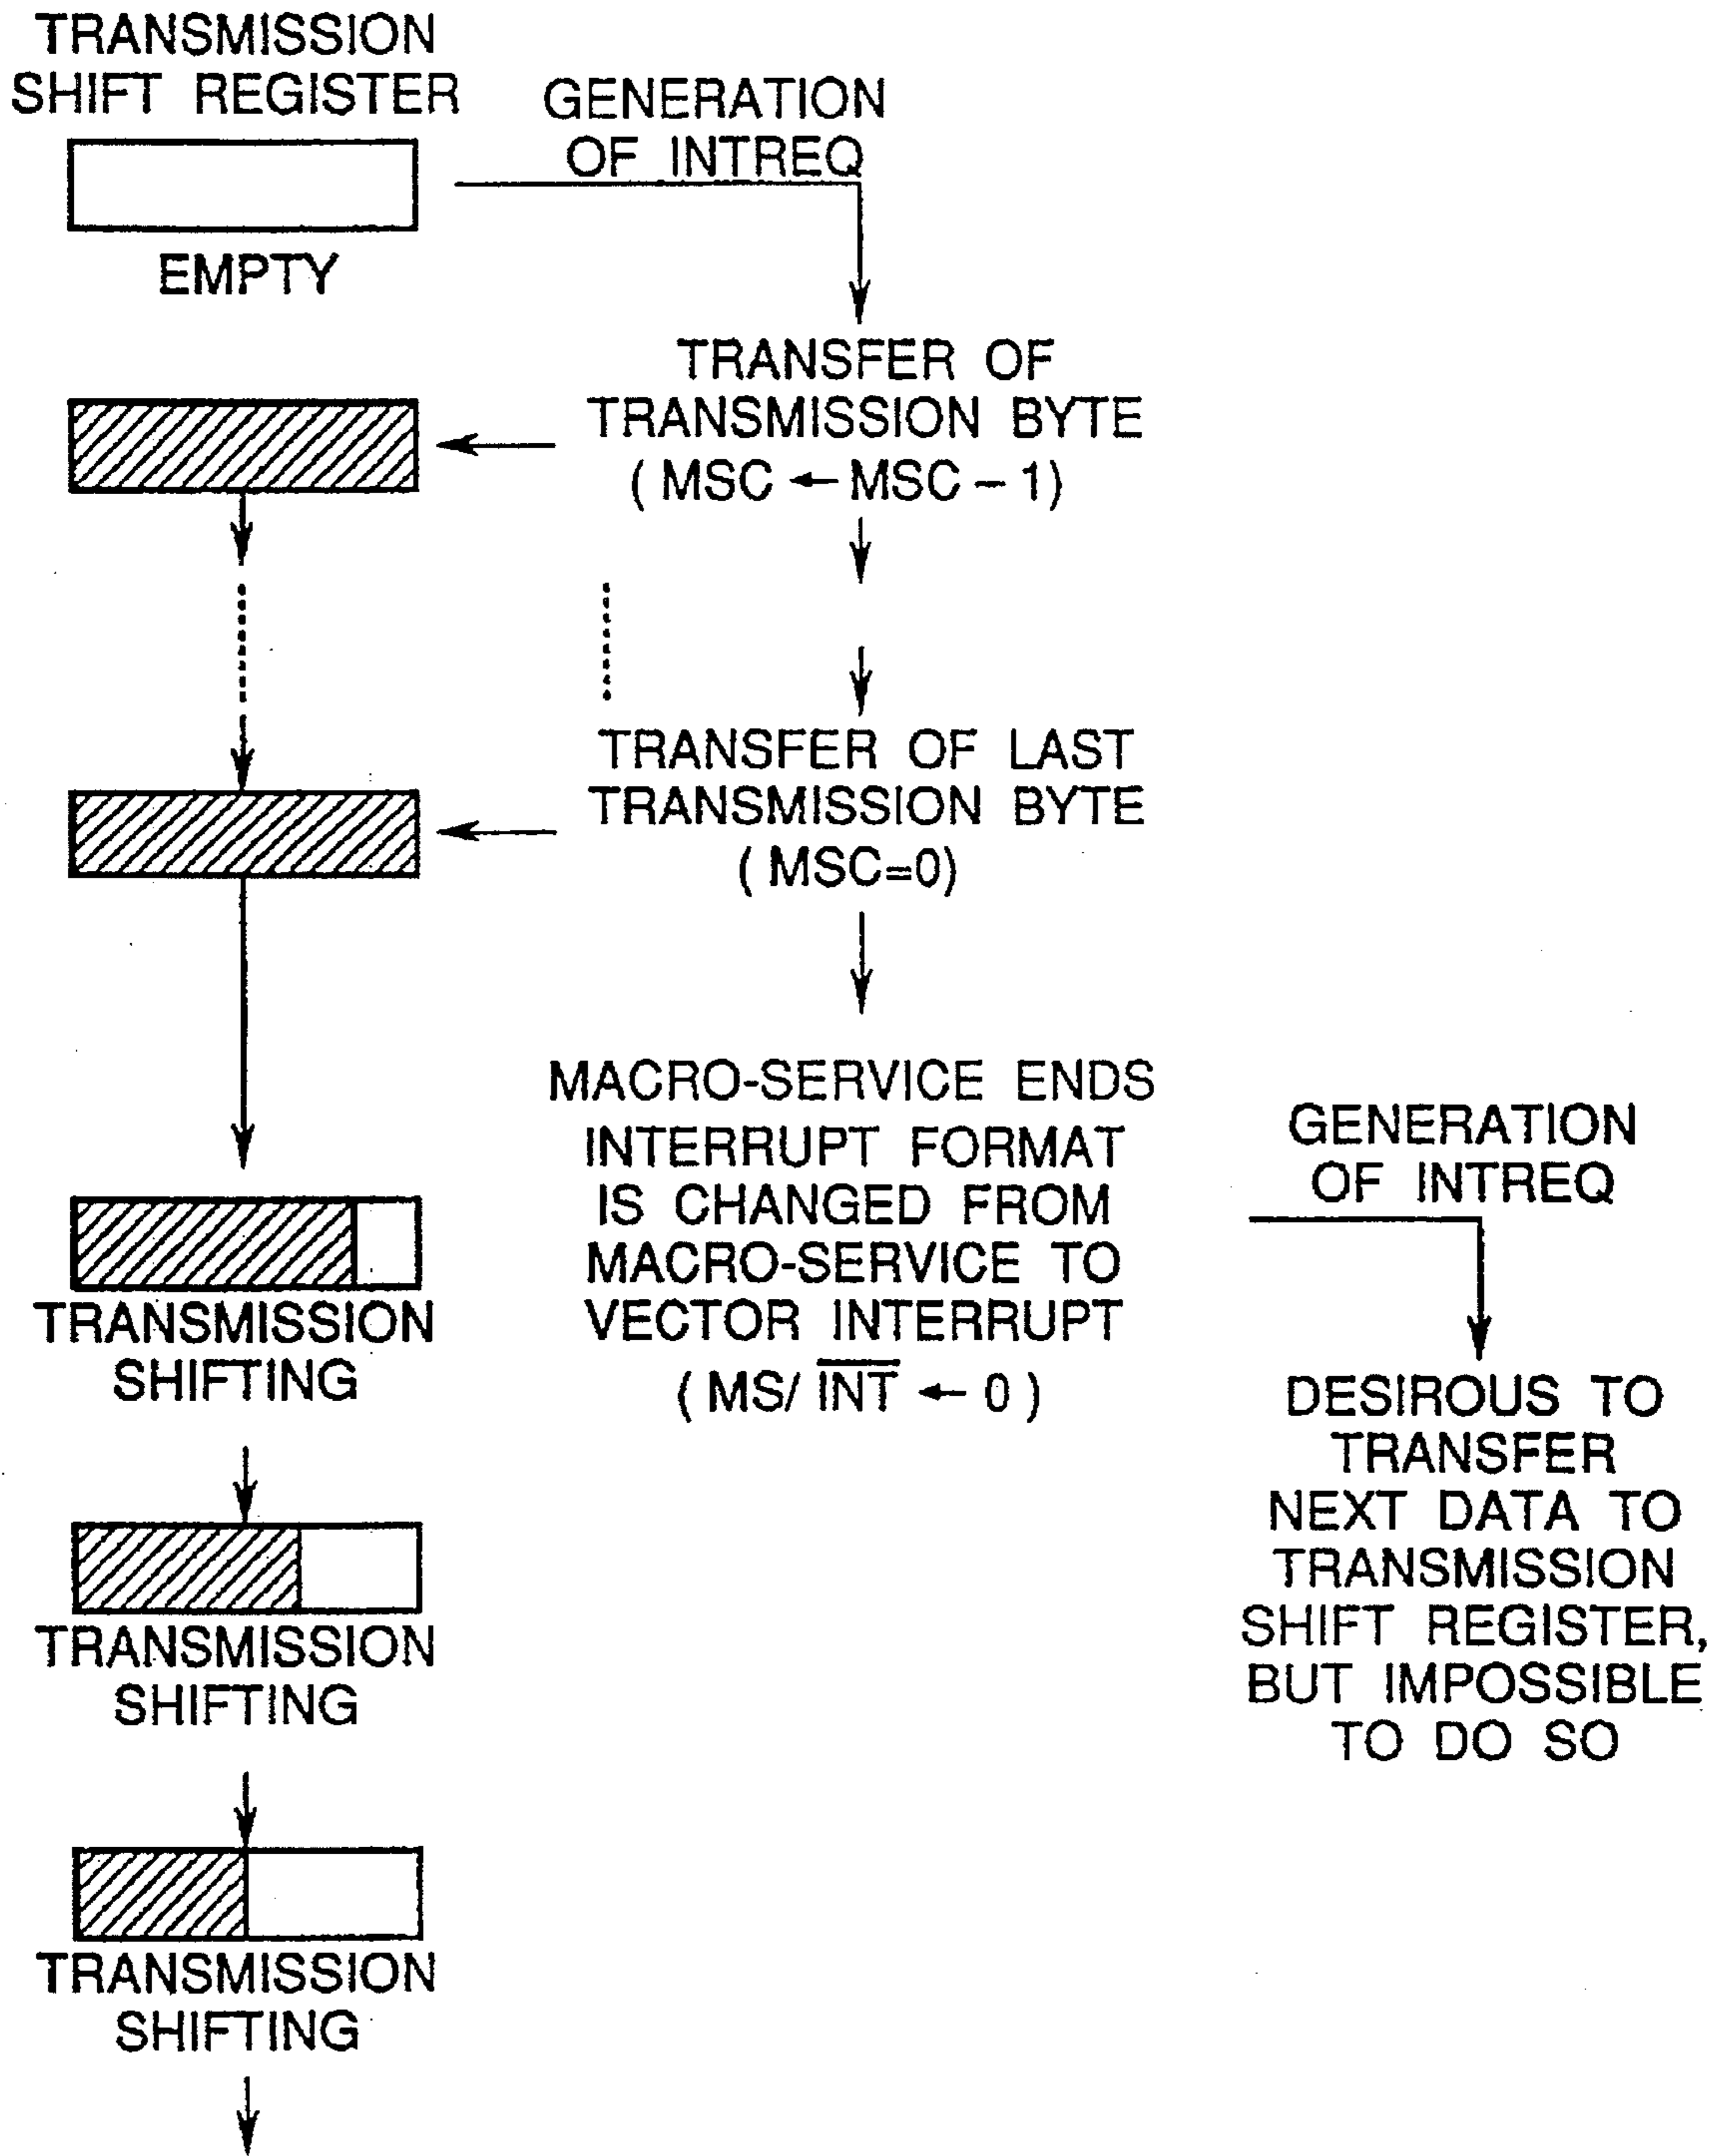 TRANSMISSION
SHIFT REGISTER
GENERATION
OF INTREQ
EMPTY
TRANSFER OF
TRANSMISSION BYTE
( MSC ← MSC – 1)
TRANSFER OF LAST
TRANSMISSION BYTE
( MSC=0)
MACRO-SERVICE ENDS
INTERRUPT FORMAT
IS CHANGED FROM
MACRO-SERVICE TO
VECTOR INTERRUPT
( MS/ I̅N̅T̅ ← 0 )
GENERATION
OF INTREQ
DESIROUS TO
TRANSFER
NEXT DATA TO
TRANSMISSION
SHIFT REGISTER,
BUT IMPOSSIBLE
TO DO SO
TRANSMISSION
SHIFTING
TRANSMISSION
SHIFTING
TRANSMISSION
SHIFTING